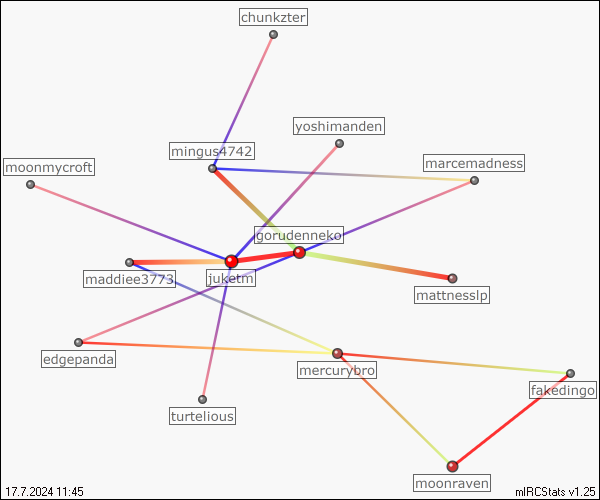 chunkzter
yoshimanden
mingus4742
marcemadness
moonmycroft
gorudenneko
maddiee3773
juketm
mattnesslp
edgepanda
mercurybro
fakedingo
turtelious
moonraven
17.7.2024 11:45
mIRCStats v1.25